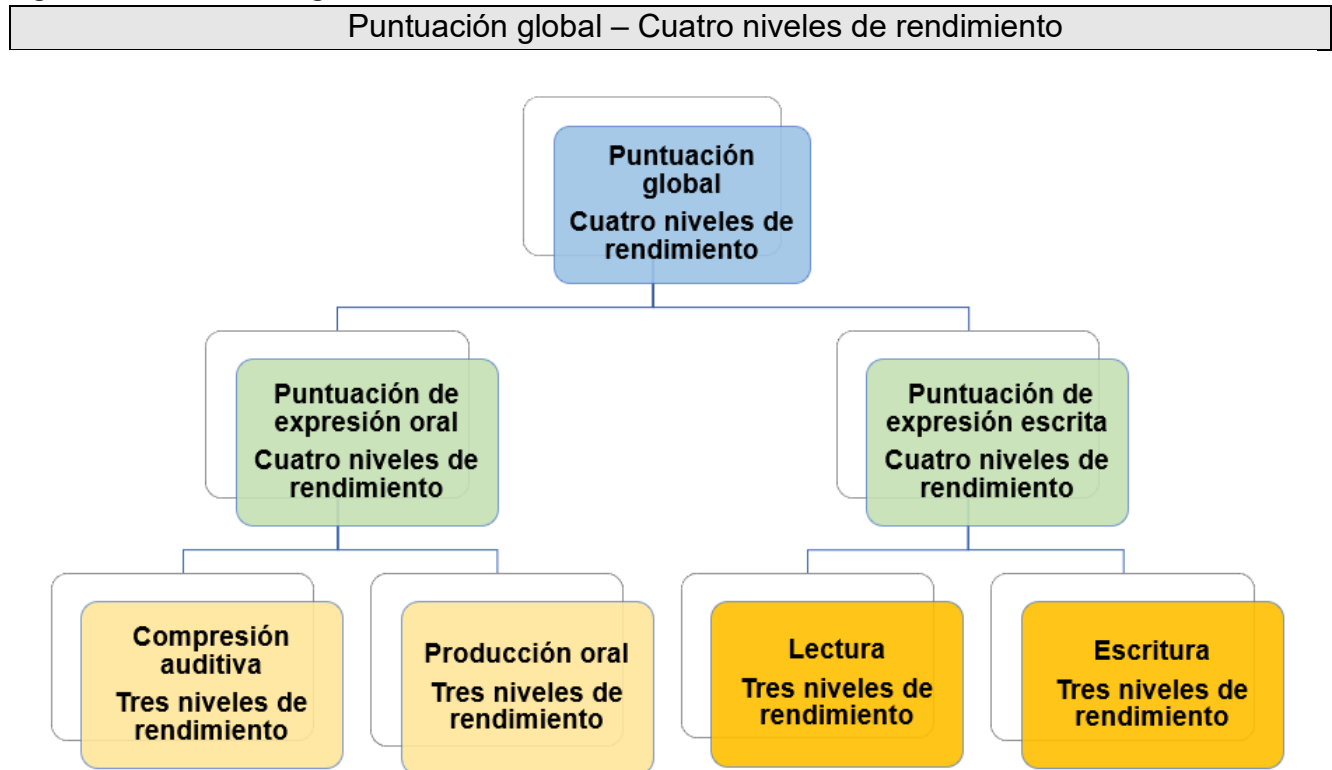 Puntuación global – Cuatro niveles de rendimiento
Puntuación
global
Cuatro niveles de
rendimiento
Puntuación de
expresión oral
Cuatro niveles de
rendimiento
Puntuación de
expresión escrita
Cuatro niveles de
rendimiento
Compresión
auditiva
Tres niveles de
rendimiento
Producción oral
Tres niveles de
rendimiento
Lectura
Tres niveles de
rendimiento
Escritura
Tres niveles de
rendimiento